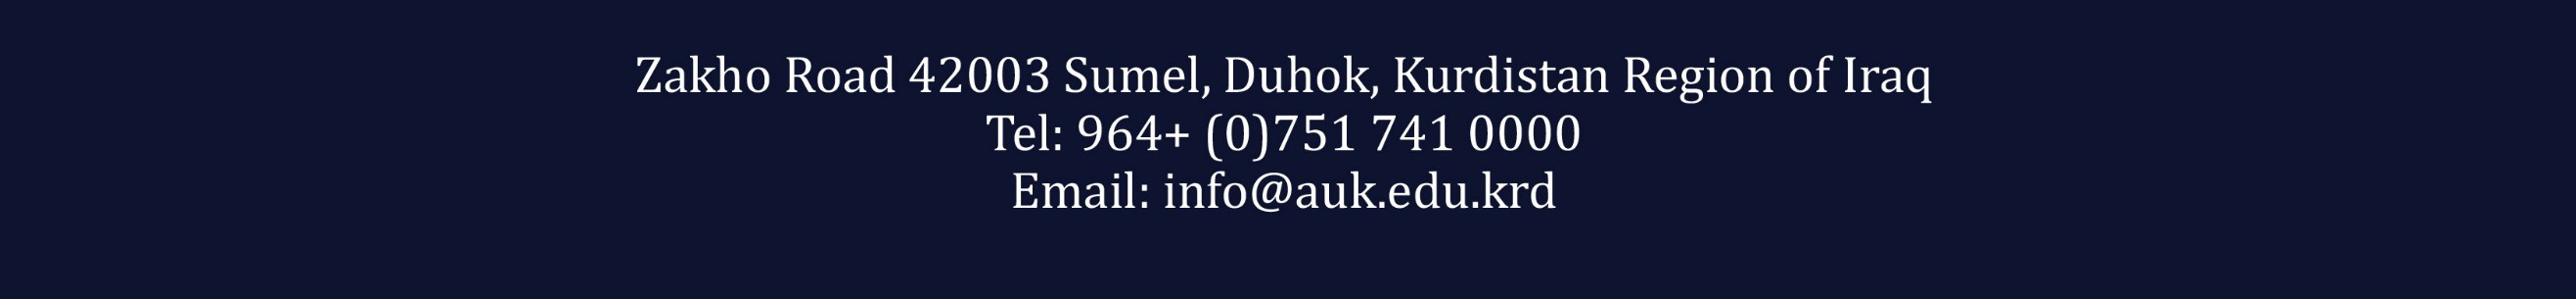 Zakho Road 42003 Sumel, Duhok, Kurdistan Region of Iraq
Tel: 964+ (0)751 741 0000
Email: info@auk.edu.krd